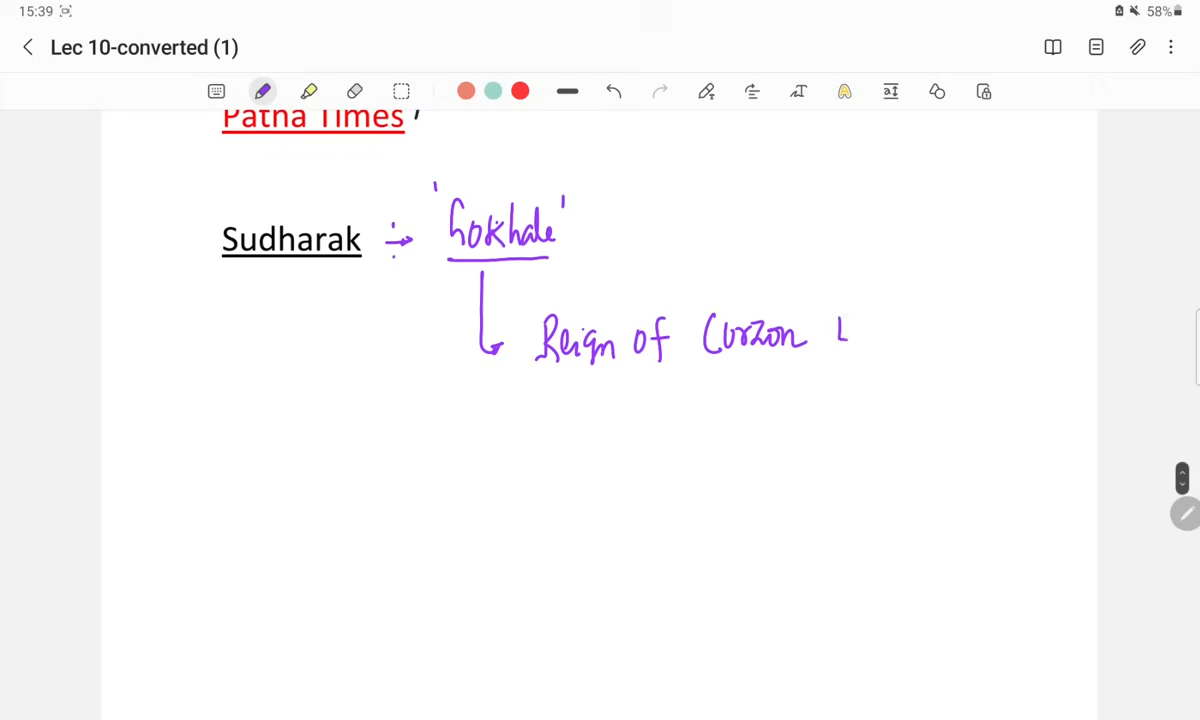 15:39 58%
Lec 10-converted (1)
Patna Times '
Sudharak ÷→ 'Gokhale'
Reign of Curzon